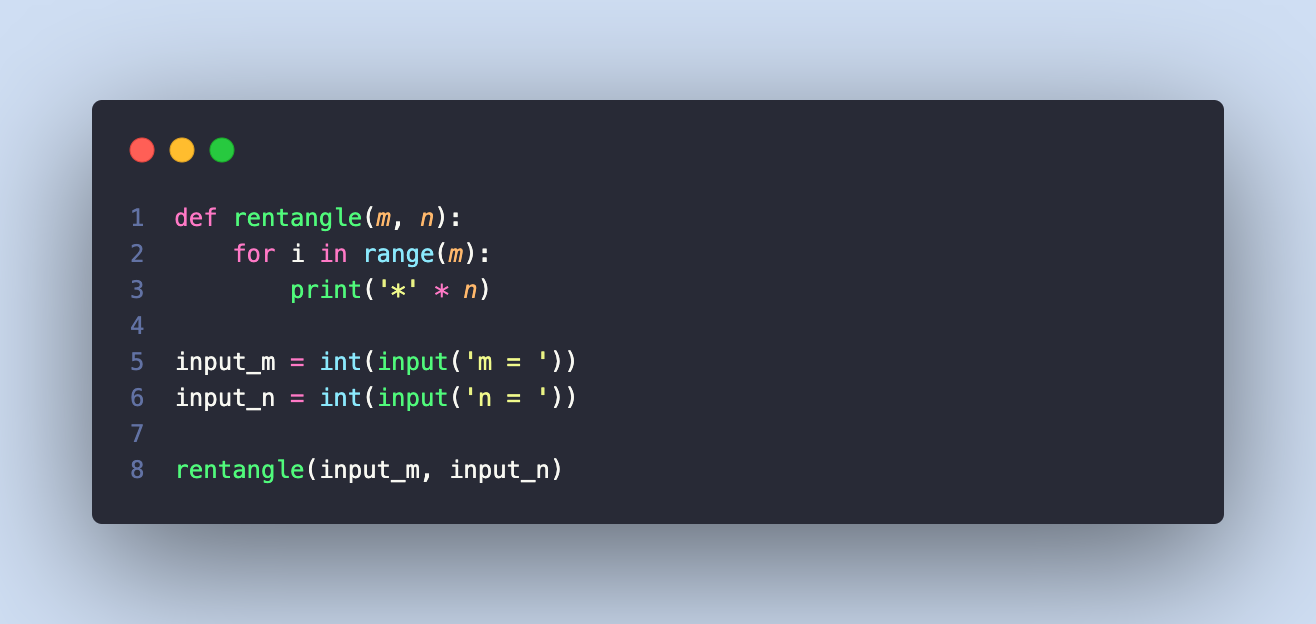 1 def rentangle(m, n):
2     for i in range(m):
3         print('*' * n)
4
5 input_m = int(input('m = '))
6 input_n = int(input('n = '))
7
8 rentangle(input_m, input_n)